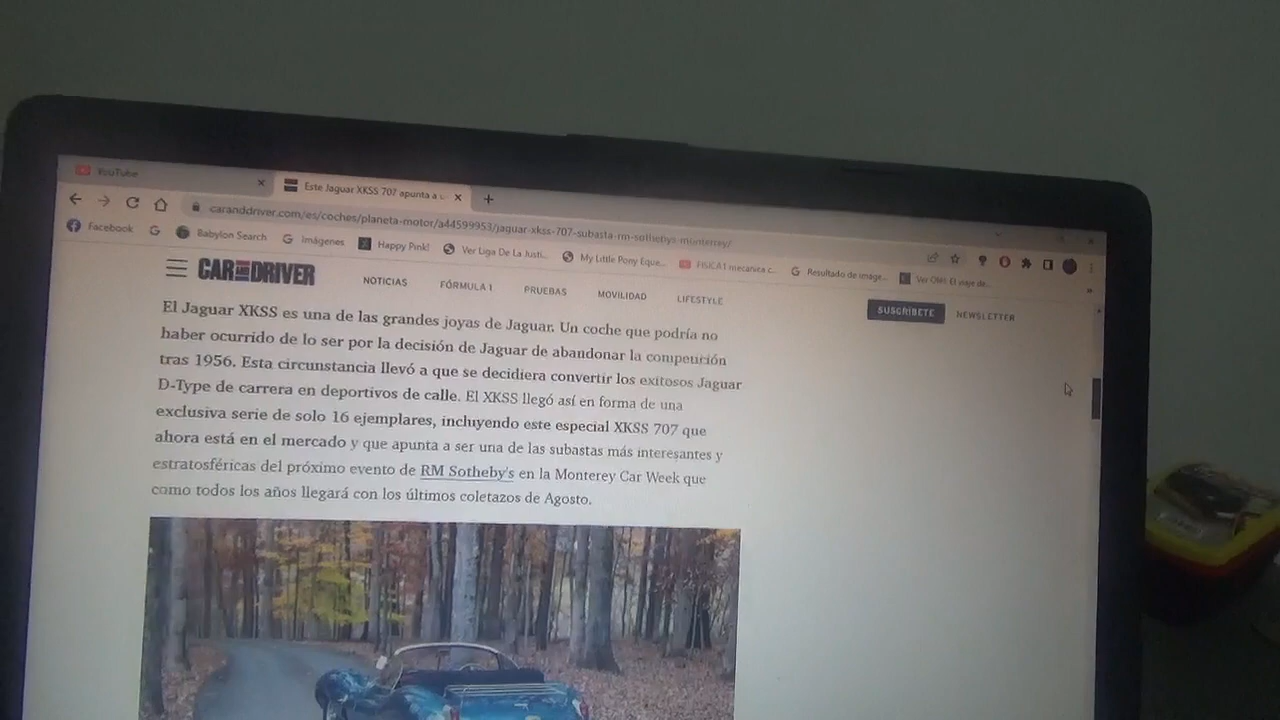 YouTube
Este Jaguar XKSS 707 apunta a
caranddriver.com/es/coches/planeta-motor/a44599953/jaguar-xkss-707-subasta-rm-sothebys-monterey/
Facebook
Babylon Search
Imágenes
Happy Pink!
Ver Liga De La Justi...
My Little Pony Eque...
FISICA1 mecanica c...
Resultado de image...
CAR AND DRIVER
NOTICIAS
FÓRMULA 1
PRUEBAS
MOVILIDAD
LIFESTYLE
SUSCRÍBETE
NEWSLETTER
El Jaguar XKSS es una de las grandes joyas de Jaguar. Un coche que podría no
haber ocurrido de lo ser por la decisión de Jaguar de abandonar la competición
tras 1956. Esta circunstancia llevó a que se decidiera convertir los exitosos Jaguar
D-Type de carrera en deportivos de calle. El XKSS llegó así en forma de una
exclusiva serie de solo 16 ejemplares, incluyendo este especial XKSS 707 que
ahora está en el mercado y que apunta a ser una de las subastas más interesantes y
estratosféricas del próximo evento de RM Sotheby's en la Monterey Car Week que
como todos los años llegará con los últimos coletazos de Agosto.